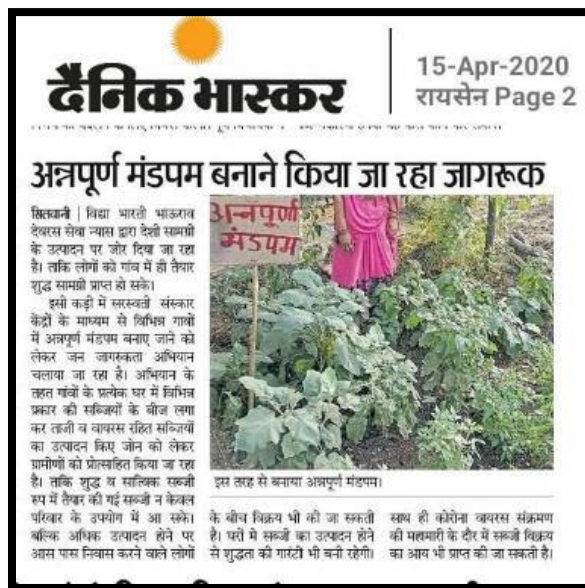 दैनिक भास्कर
15-Apr-2020
रायसेन Page 2
अन्नपूर्ण मंडपम बनाने किया जा रहा जागरूक
सिलवानी | विद्या भारती भाऊराव
देवरस सेवा न्यास द्वारा देशी सामग्री
के उत्पादन पर जोर दिया जा रहा
है। ताकि लोगों को गांव में ही तैयार
शुद्ध सामग्री प्राप्त हो सके।
इसी कड़ी में सरस्वती संस्कार
केंद्रों के माध्यम से विभिन्न गावों
में अन्नपूर्ण मंडपम बनाए जाने को
लेकर जन जागरुकता अभियान
चलाया जा रहा है। अभियान के
तहत गांवों के प्रत्येक घर में विभिन्न
प्रकार की सब्जियों के बीज लगा
कर ताजी व वायरस रहित सब्जियों
का उत्पादन किए जोन को लेकर
ग्रामीणों को प्रोत्साहित किया जा रहा
है। ताकि शुद्ध व सात्विक सब्जी
रुप में तैयार की गई सब्जी न केवल
परिवार के उपयोग में आ सके।
बल्कि अधिक उत्पादन होने पर
आस पास निवास करने वाले लोगों
अन्नपूर्ण
मंडपम
इस तरह से बनाया अन्नपूर्ण मंडपम।
के बीच विक्रय भी की जा सकती
है। घरों मे सब्जी का उत्पादन होने
से शुद्धता की गारंटी भी बनी रहेगी।
साथ ही कोरोना वायरस संक्रमण
की महामारी के दौर में सब्जी विक्रय
का आय भी प्राप्त की जा सकती है।